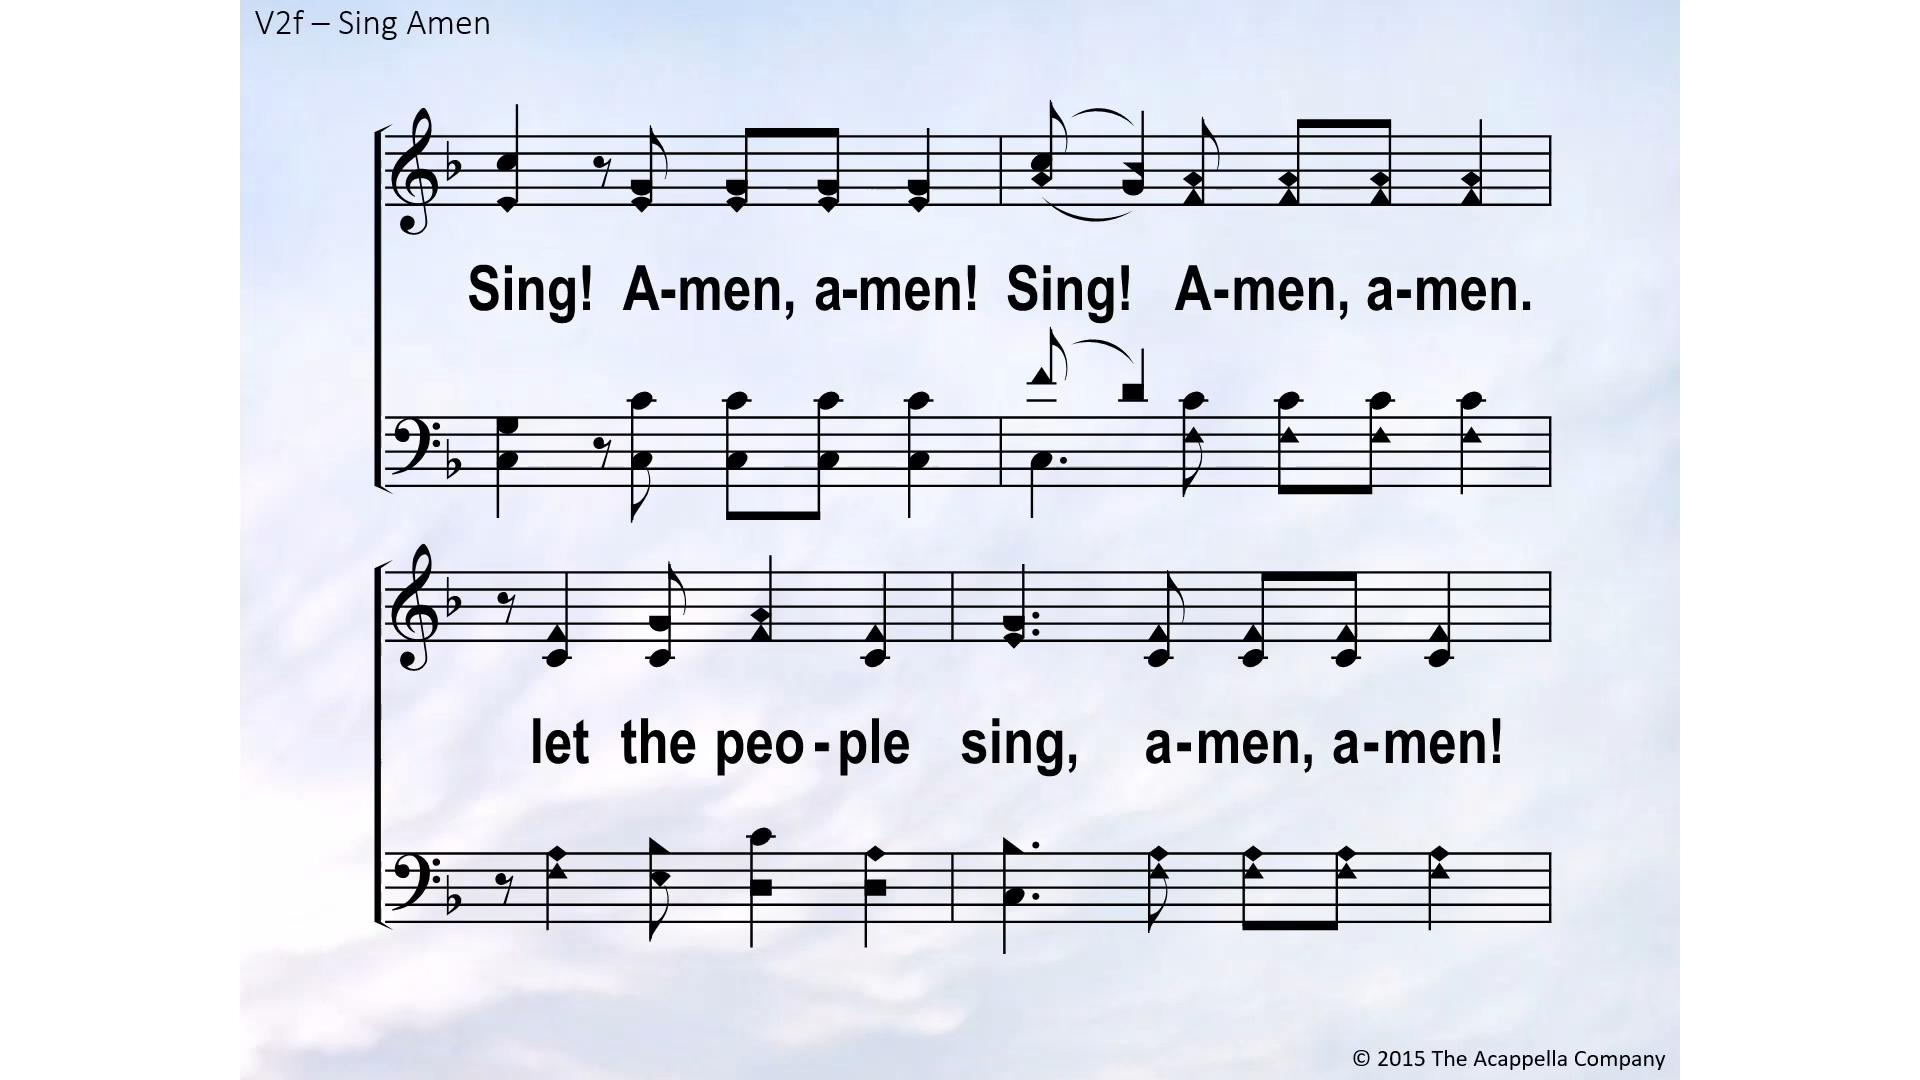 V2f – Sing Amen
Sing! A-men, a-men! Sing! A-men, a-men.
let the peo-ple sing, a-men, a-men!
© 2015 The Acappella Company